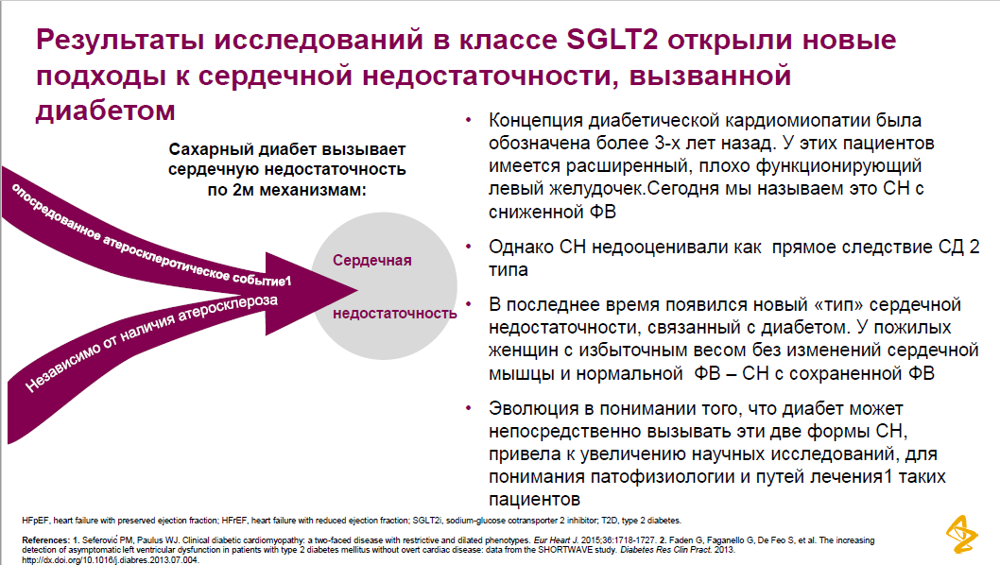 Результаты исследований в классе SGLT2 открыли новые
подходы к сердечной недостаточности, вызванной
диабетом
Сахарный диабет вызывает
сердечную недостаточность
по 2м механизмам:
опосредованное атеросклеротическое событие1
Независимо от наличия атеросклероза
Сердечная
недостаточность
• Концепция диабетической кардиомиопатии была
обозначена более 3-х лет назад. У этих пациентов
имеется расширенный, плохо функционирующий
левый желудочек.Сегодня мы называем это СН с
сниженной ФВ
• Однако СН недооценивали как прямое следствие СД 2
типа
• В последнее время появился новый «тип» сердечной
недостаточности, связанный с диабетом. У пожилых
женщин с избыточным весом без изменений сердечной
мышцы и нормальной ФВ – СН с сохраненной ФВ
• Эволюция в понимании того, что диабет может
непосредственно вызывать эти две формы СН,
привела к увеличению научных исследований, для
понимания патофизиологии и путей лечения1 таких
пациентов
HFpEF, heart failure with preserved ejection fraction; HFrEF, heart failure with reduced ejection fraction; SGLT2i, sodium-glucose cotransporter 2 inhibitor; T2D, type 2 diabetes.
References: 1. Seferović PM, Paulus WJ. Clinical diabetic cardiomyopathy: a two-faced disease with restrictive and dilated phenotypes. Eur Heart J. 2015;36:1718-1727. 2. Faden G, Faganello G, De Feo S, et al. The increasing
detection of asymptomatic left ventricular dysfunction in patients with type 2 diabetes mellitus without overt cardiac disease: data from the SHORTWAVE study. Diabetes Res Clin Pract. 2013.
http://dx.doi.org/10.1016/j.diabres.2013.07.004.